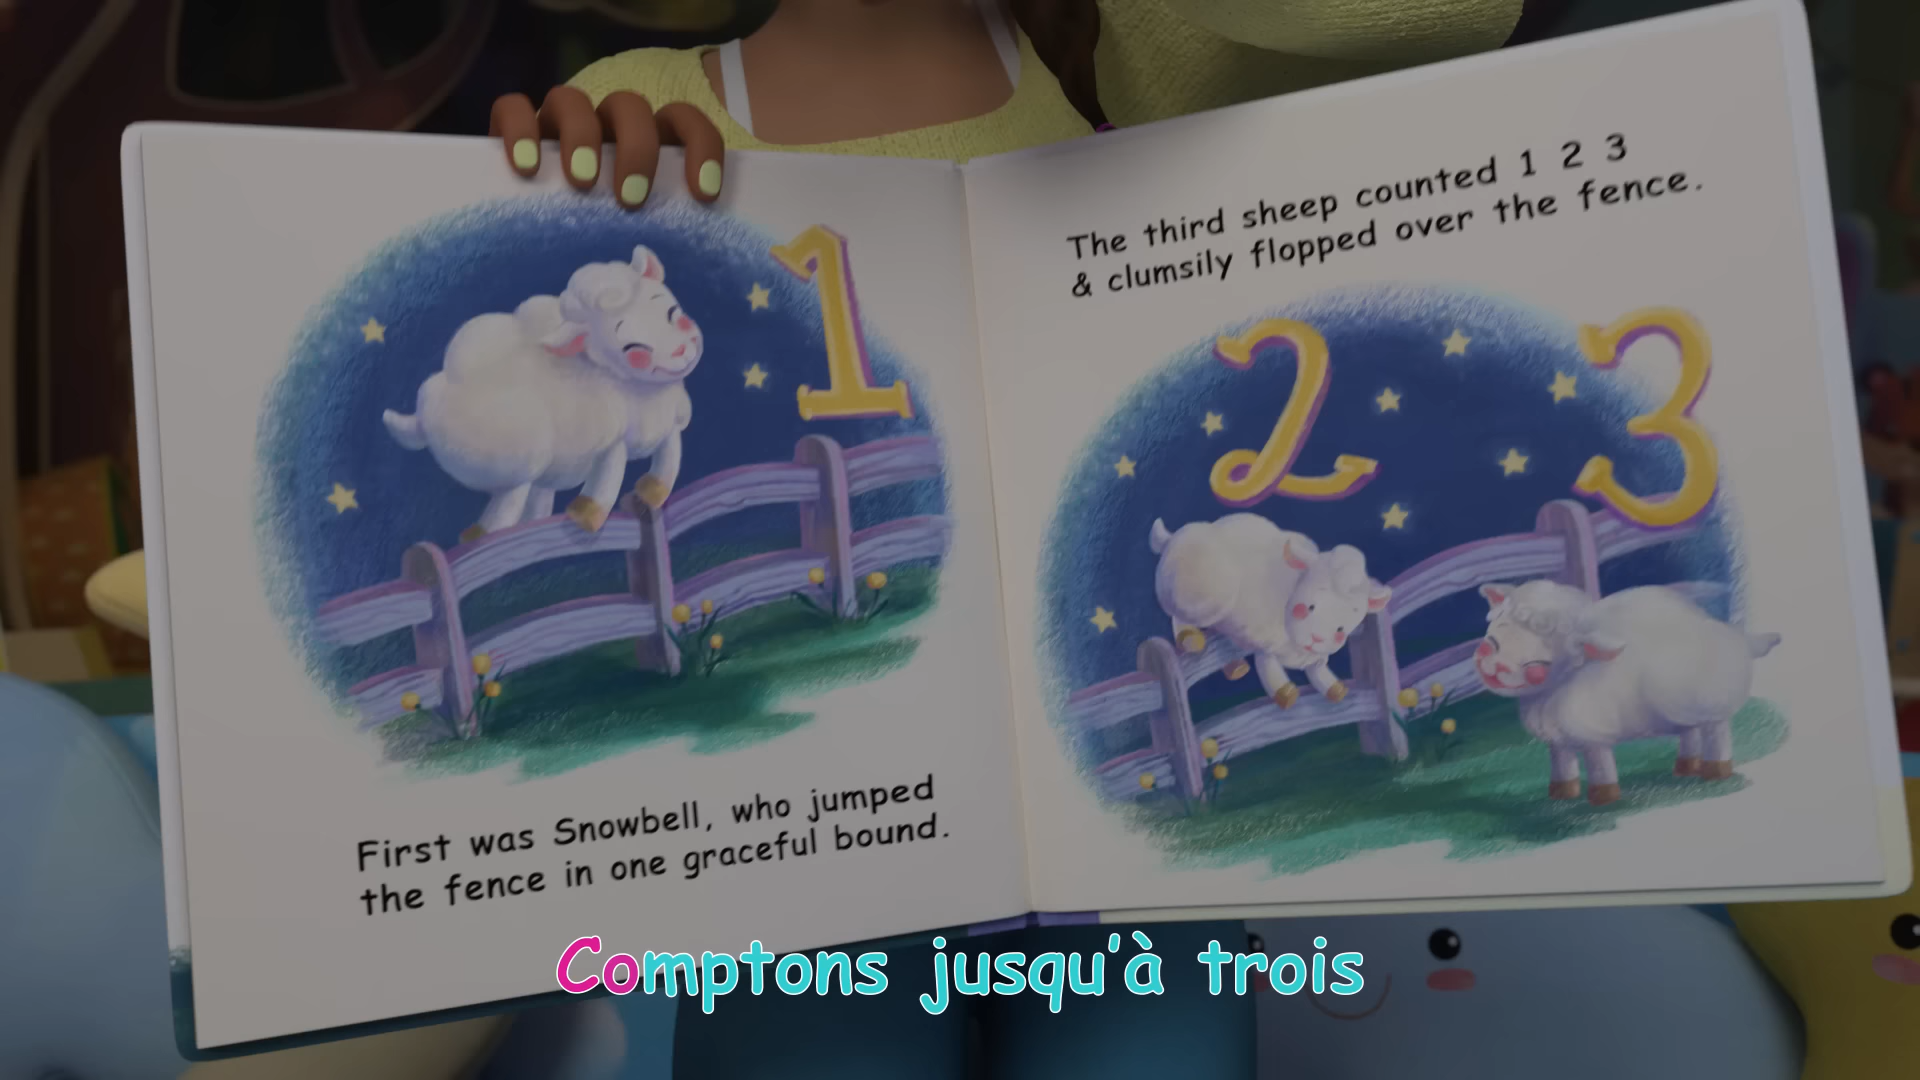 1
First was Snowbell, who jumped
the fence in one graceful bound.
The third sheep counted 1 2 3
& clumsily flopped over the fence.
2 3
Comptons jusqu'à trois